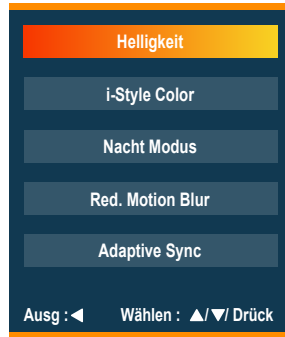 Helligkeit
i-Style Color
Nacht Modus
Red. Motion Blur
Adaptive Sync
Ausg :◀ Wählen : ▲/▼/ Drück